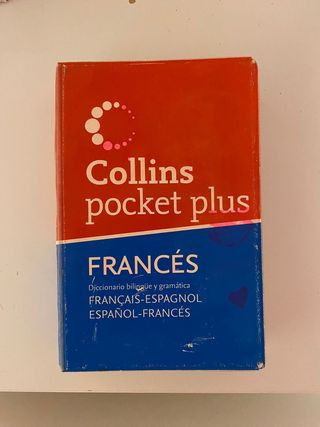 Collins
pocket plus
FRANCÉS
Diccionario bilingüe y gramática
FRANÇAIS-ESPAGNOL
ESPAÑOL-FRANCÉS